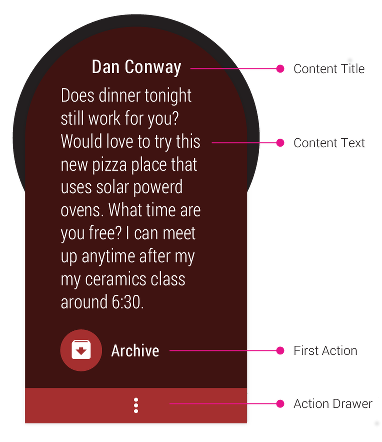 Dan Conway
Content Title
Does dinner tonight
still work for you?
Would love to try this
Content Text
new pizza place that
uses solar powerd
ovens. What time are
you free? I can meet
up anytime after my
my ceramics class
around 6:30.
Archive
First Action
Action Drawer